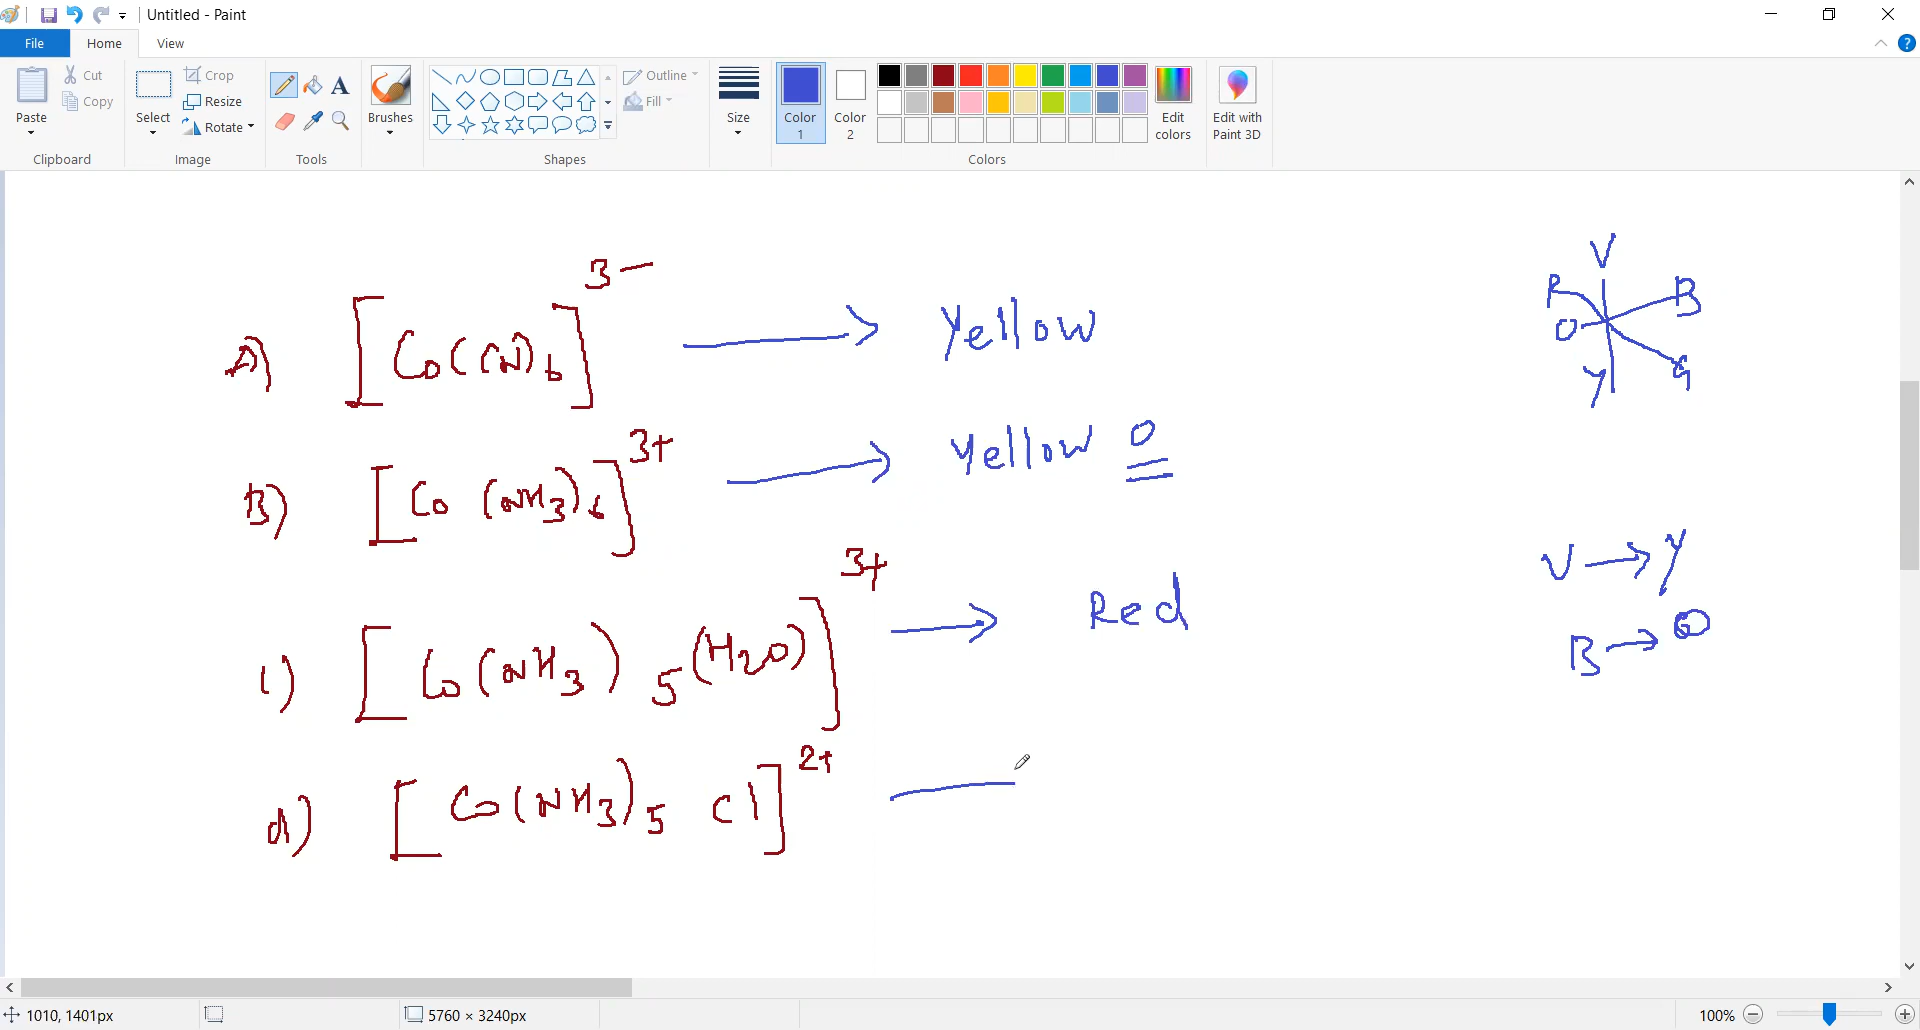 Untitled - Paint
File Home View
Paste Cut Copy Select Crop Resize Rotate Brushes Outline Fill Size Color 1 Color 2 Edit colors Edit with Paint 3D
Clipboard Image Tools Shapes Colors
[Co(CN)6]3- → Yellow
B) [Co (NH3)6]3+ → Yellow O
c) [Co(NH3)5(H2O)]3+ → Red
d) [Co(NH3)5 Cl]2+
V
R B
O
Y G
V → Y
B →
1010, 1401px 5760 × 3240px 100%